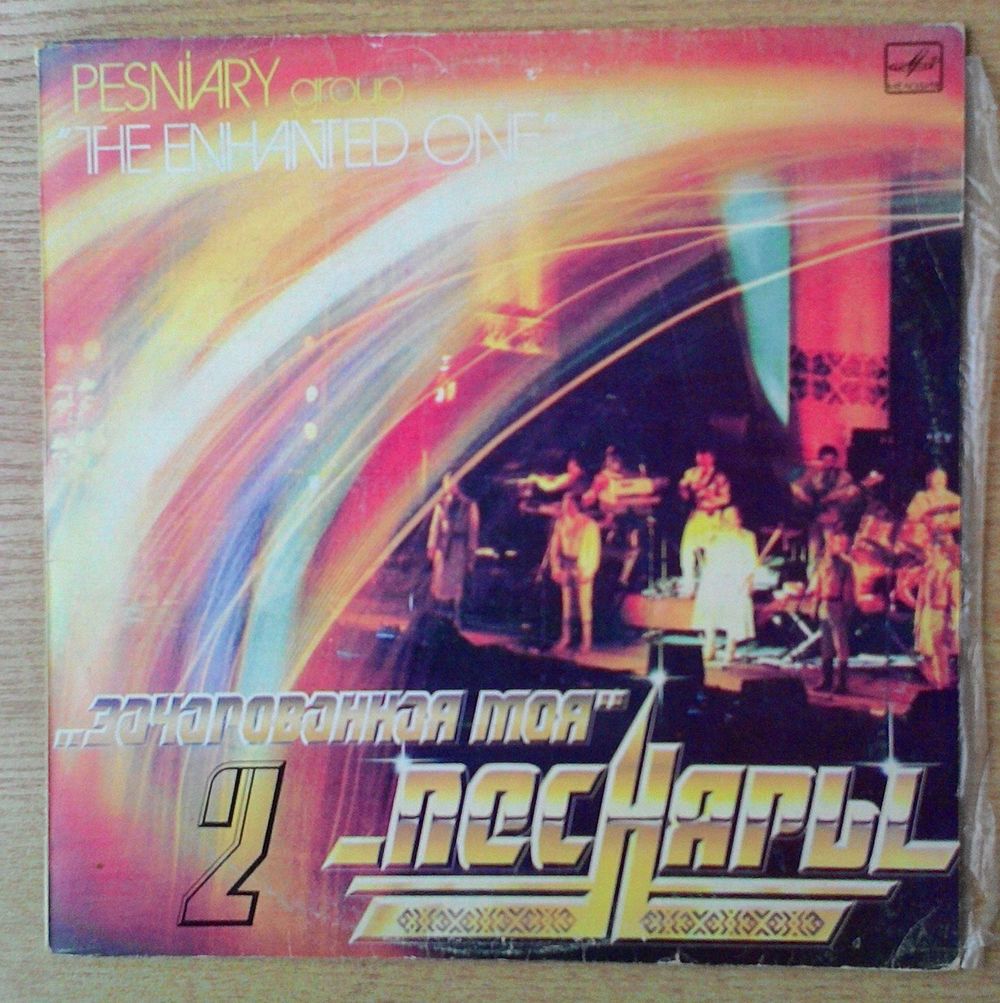 PESNIARY group
"THE ENHANTED ONE"
„Зачарованная моя"
2
Песняры